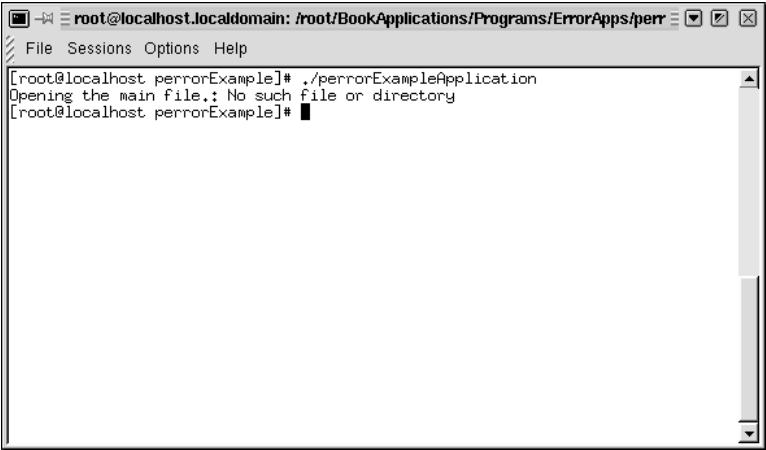 root@localhost.localdomain: /root/BookApplications/Programs/ErrorApps/perr
File Sessions Options Help
[root@localhost perrorExample]# ./perrorExampleApplication
Opening the main file.: No such file or directory
[root@localhost perrorExample]#